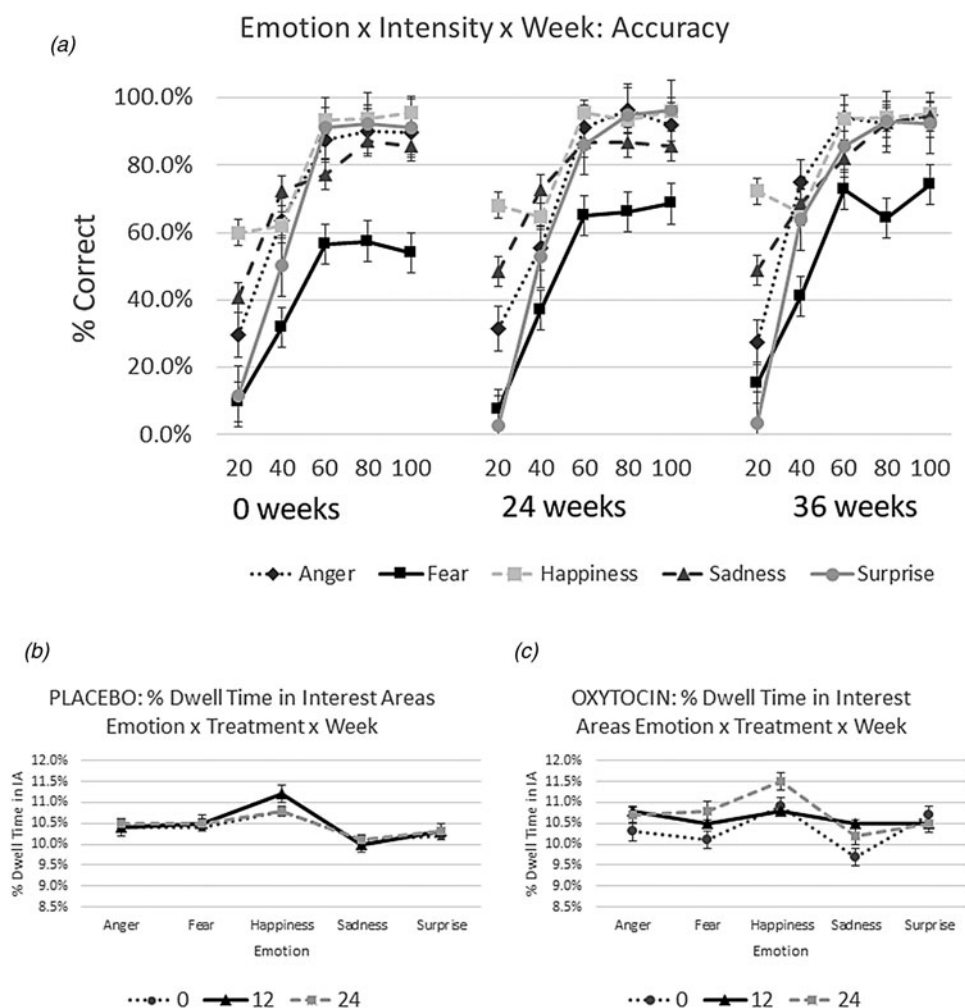 (a)
Emotion x Intensity x Week: Accuracy
% Correct
100.0%
80.0%
60.0%
40.0%
20.0%
0.0%
20 40 60 80 100 20 40 60 80 100 20 40 60 80 100
0 weeks 24 weeks 36 weeks
Anger Fear Happiness Sadness Surprise
(b)
PLACEBO: % Dwell Time in Interest Areas
Emotion x Treatment x Week
% Dwell Time in IA
12.0%
11.5%
11.0%
10.5%
10.0%
9.5%
9.0%
8.5%
Anger Fear Happiness Sadness Surprise
Emotion
0 12 24
(c)
OXYTOCIN: % Dwell Time in Interest
Areas Emotion x Treatment x Week
% Dwell Time in IA
12.0%
11.5%
11.0%
10.5%
10.0%
9.5%
9.0%
8.5%
Anger Fear Happiness Sadness Surprise
Emotion
0 12 24